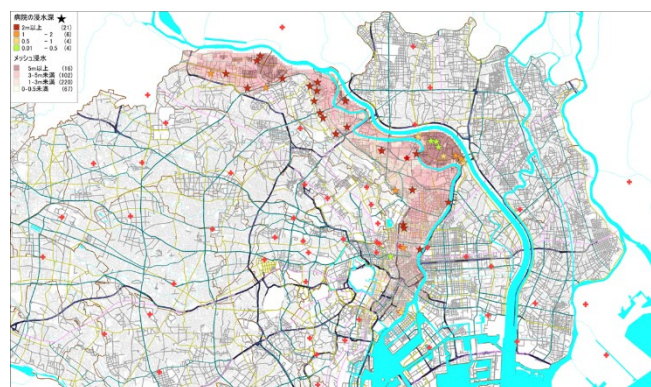 病院の浸水深 ★
2m以上 (21)
1 - 2 (6)
0.5 - 1 (4)
0.01 - 0.5 (4)
メッシュ浸水
5m以上 (16)
3-5m未満 (102)
1-3m未満 (220)
0-0.5未満 (67)